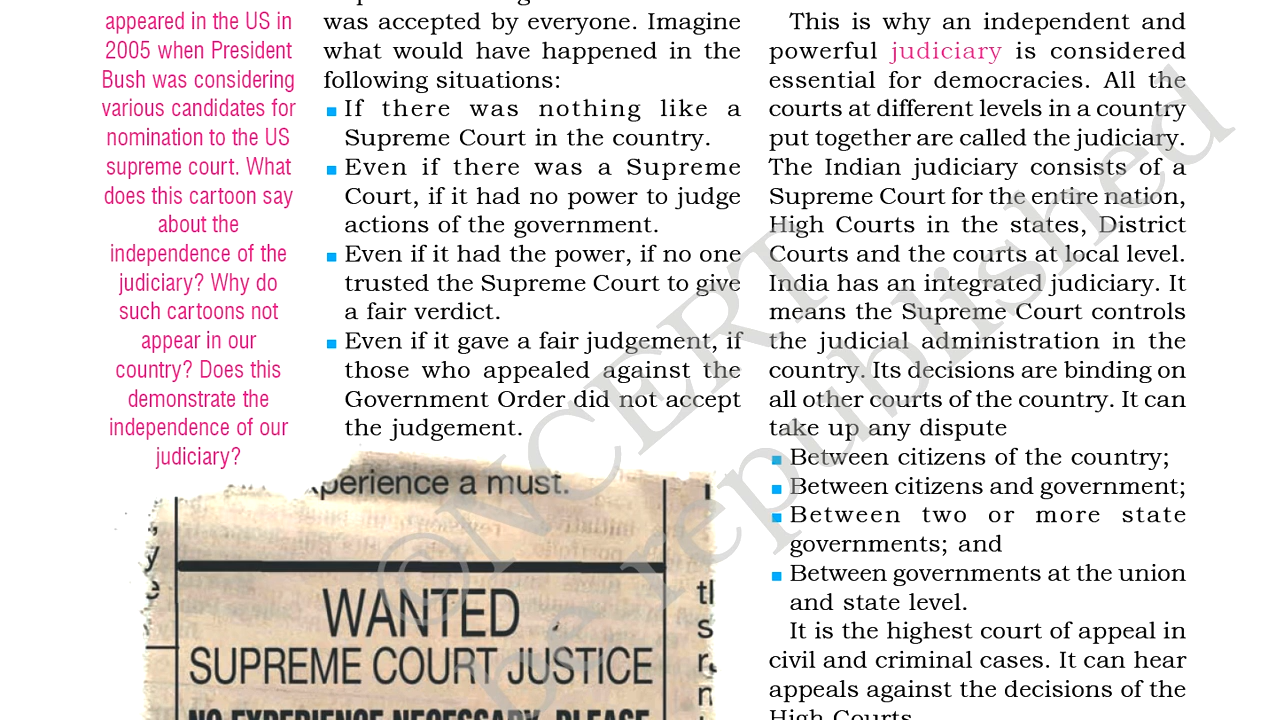 appeared in the US in
2005 when President
Bush was considering
various candidates for
nomination to the US
supreme court. What
does this cartoon say
about the
independence of the
judiciary? Why do
such cartoons not
appear in our
country? Does this
demonstrate the
independence of our
judiciary?
was accepted by everyone. Imagine
what would have happened in the
following situations:
If there was nothing like a
Supreme Court in the country.
Even if there was a Supreme
Court, if it had no power to judge
actions of the government.
Even if it had the power, if no one
trusted the Supreme Court to give
a fair verdict.
Even if it gave a fair judgement, if
those who appealed against the
Government Order did not accept
the judgement.
experience a must.
WANTED
SUPREME COURT JUSTICE
NO EXPERIENCE NECESSARY. PLEASE
This is why an independent and
powerful judiciary is considered
essential for democracies. All the
courts at different levels in a country
put together are called the judiciary.
The Indian judiciary consists of a
Supreme Court for the entire nation,
High Courts in the states, District
Courts and the courts at local level.
India has an integrated judiciary. It
means the Supreme Court controls
the judicial administration in the
country. Its decisions are binding on
all other courts of the country. It can
take up any dispute
Between citizens of the country;
Between citizens and government;
Between two or more state
governments; and
Between governments at the union
and state level.
It is the highest court of appeal in
civil and criminal cases. It can hear
appeals against the decisions of the
High Courts.
©NCERT
be republished